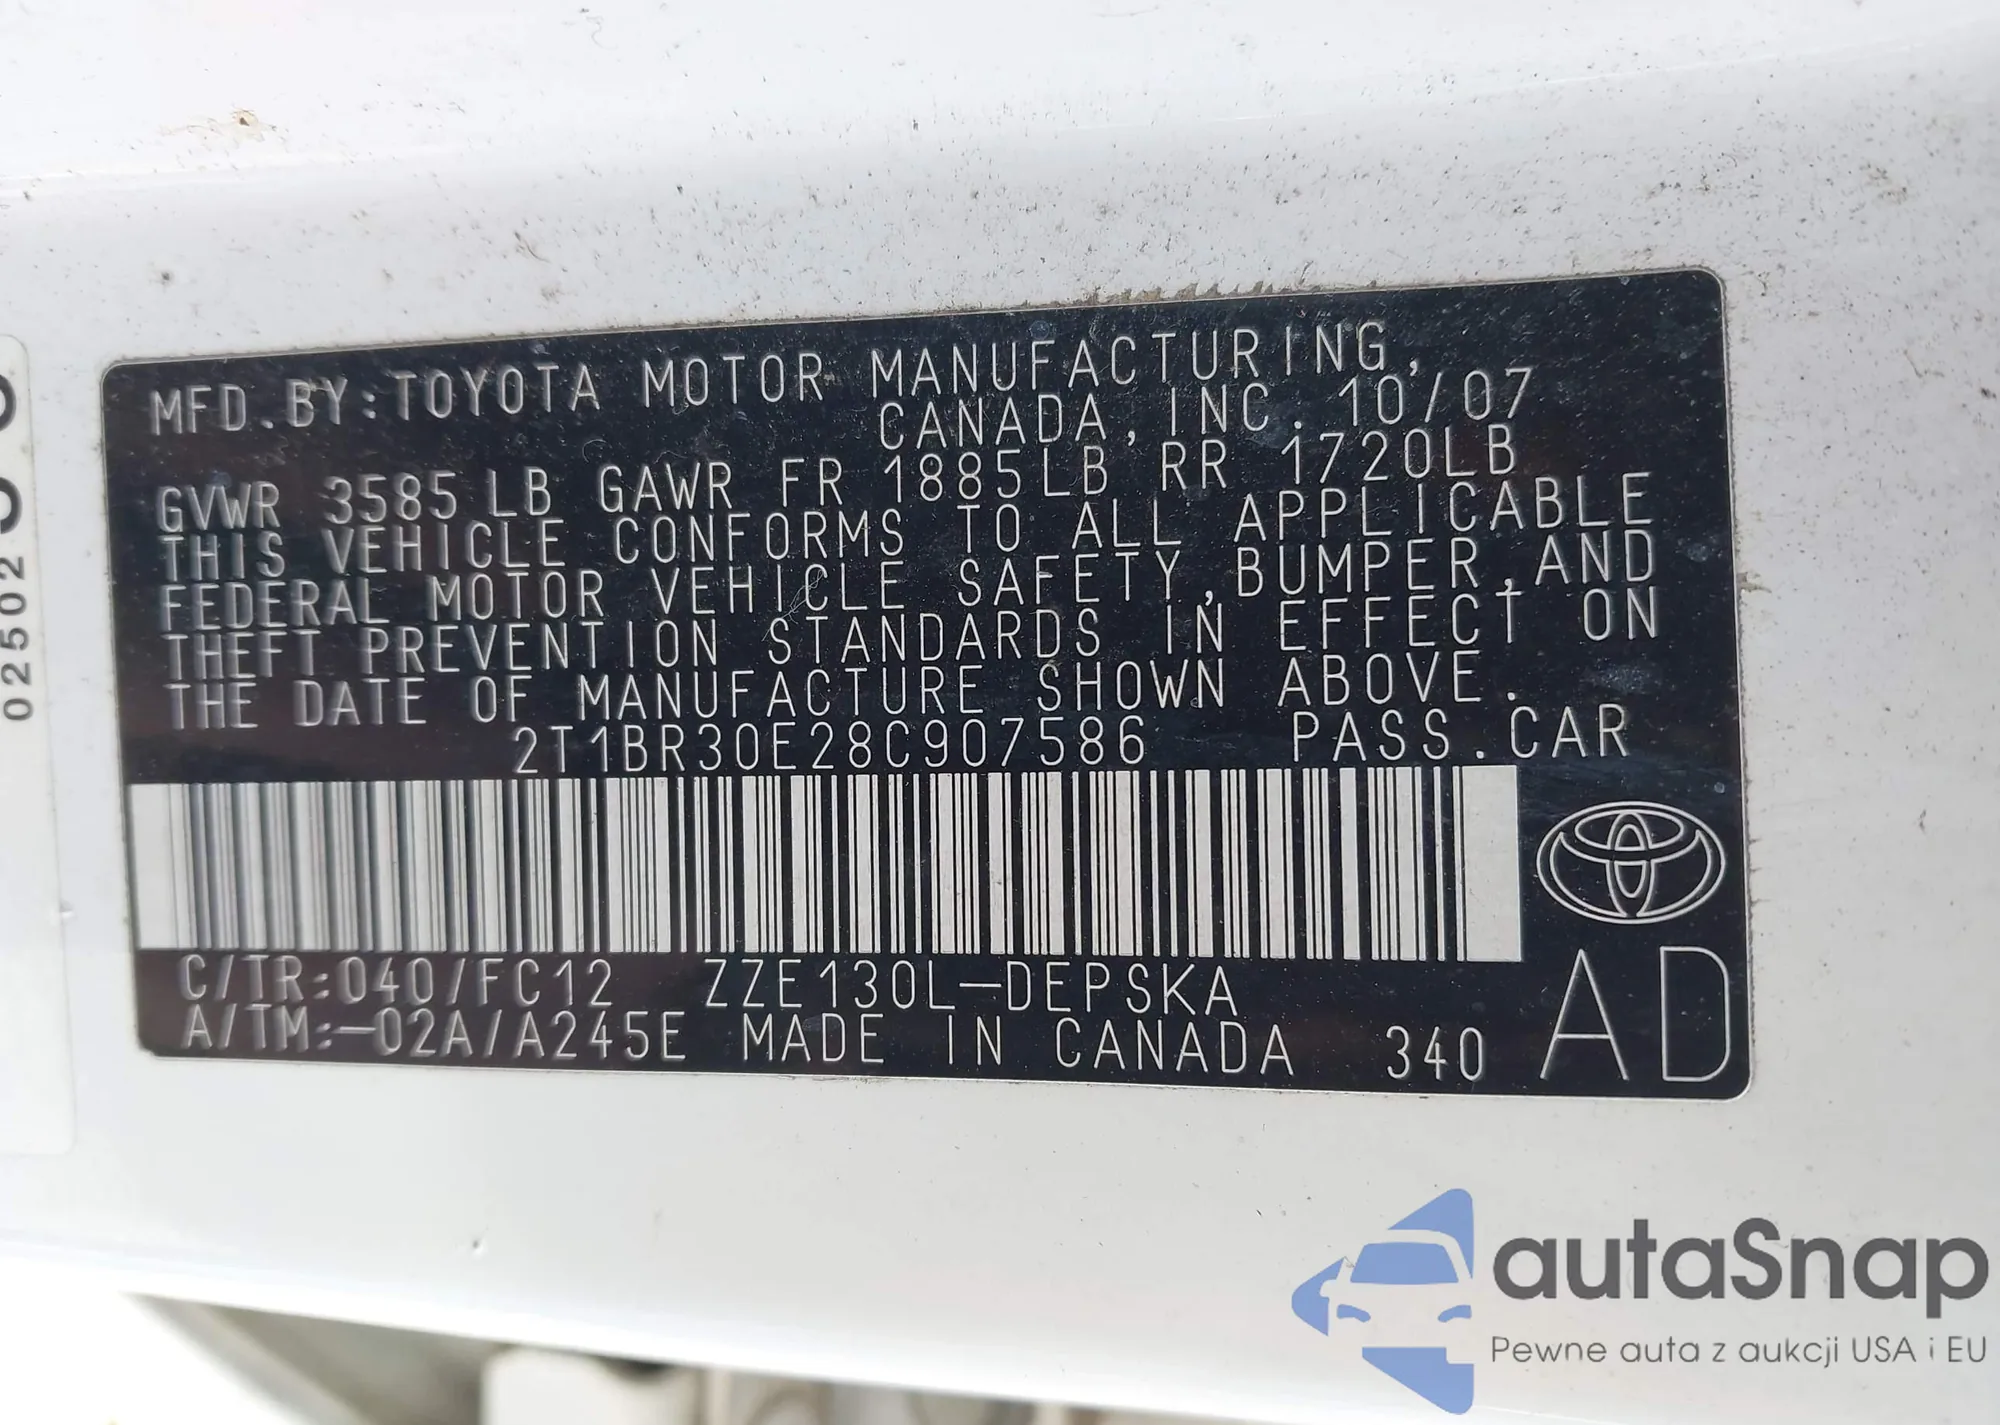 MFD.BY:TOYOTA MOTOR MANUFACTURING,
CANADA,INC. 10/07
GVWR 3585LB GAWR FR 1885LB RR 1720LB
THIS VEHICLE CONFORMS TO ALL APPLICABLE
FEDERAL MOTOR VEHICLE SAFETY,BUMPER,AND
THEFT PREVENTION STANDARDS IN EFFECT ON
THE DATE OF MANUFACTURE SHOWN ABOVE.
2T1BR30E28C907586 PASS.CAR
C/TR:040/FC12 ZZE130L-DEPSKA
A/TM:-02A/A245E MADE IN CANADA 340
AD
02502
autaSnap
Pewne auta z aukcji USA i EU